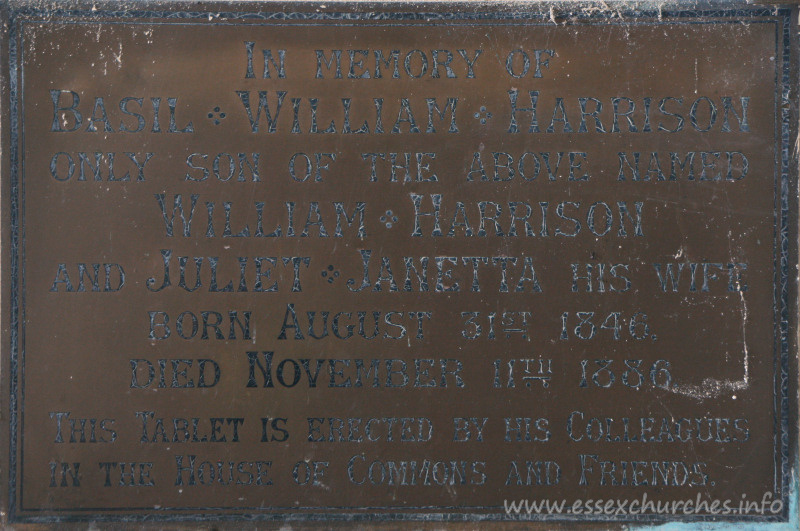 IN MEMORY OF
BASIL WILLIAM HARRISON
ONLY SON OF THE ABOVE NAMED
WILLIAM HARRISON
AND JULIET JANETTA HIS WIFE
BORN AUGUST 31ST 1846.
DIED NOVEMBER 11TH 1886
THIS TABLET IS ERECTED BY HIS COLLEAGUES
IN THE HOUSE OF COMMONS AND FRIENDS.
www.essexchurches.info